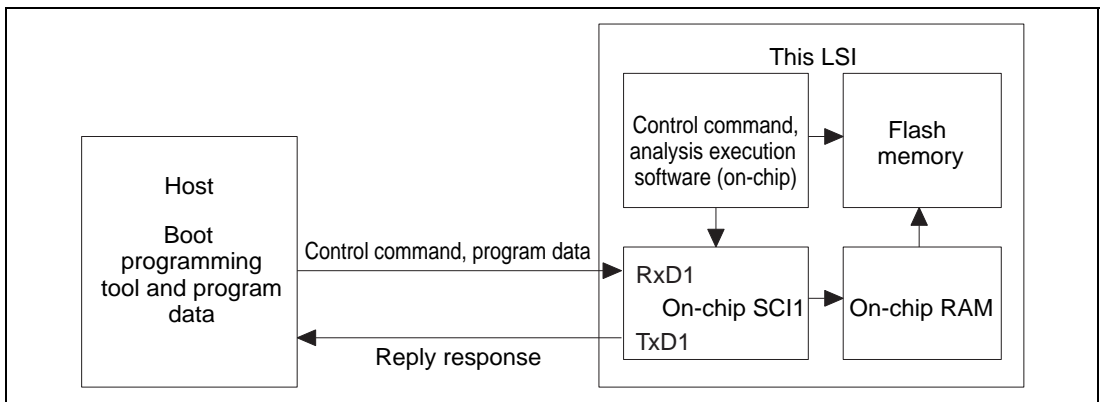 This LSI
Control command,
analysis execution
software (on-chip)
Flash
memory
Host
Boot
programming
tool and program
data
Control command, program data
RxD1
On-chip SCI1
TxD1
On-chip RAM
Reply response